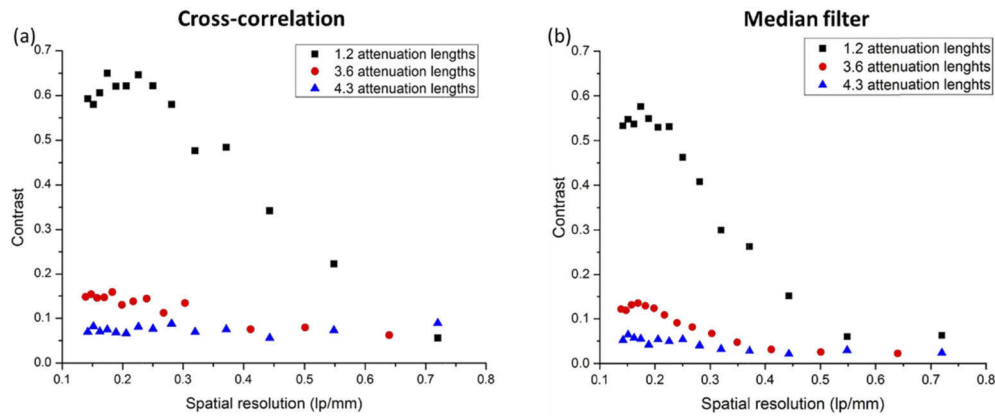 Cross-correlation
(a)
1.2 attenuation lengths
3.6 attenuation lengths
4.3 attenuation lengths
0.7
0.6
0.5
0.4
0.3
0.2
0.1
0.0
Contrast
0.1 0.2 0.3 0.4 0.5 0.6 0.7 0.8
Spatial resolution (lp/mm)
Median filter
(b)
1.2 attenuation lenghts
3.6 attenuation lenghts
4.3 attenuation lenghts
0.7
0.6
0.5
0.4
0.3
0.2
0.1
0.0
Contrast
0.1 0.2 0.3 0.4 0.5 0.6 0.7 0.8
Spatial resolution (lp/mm)